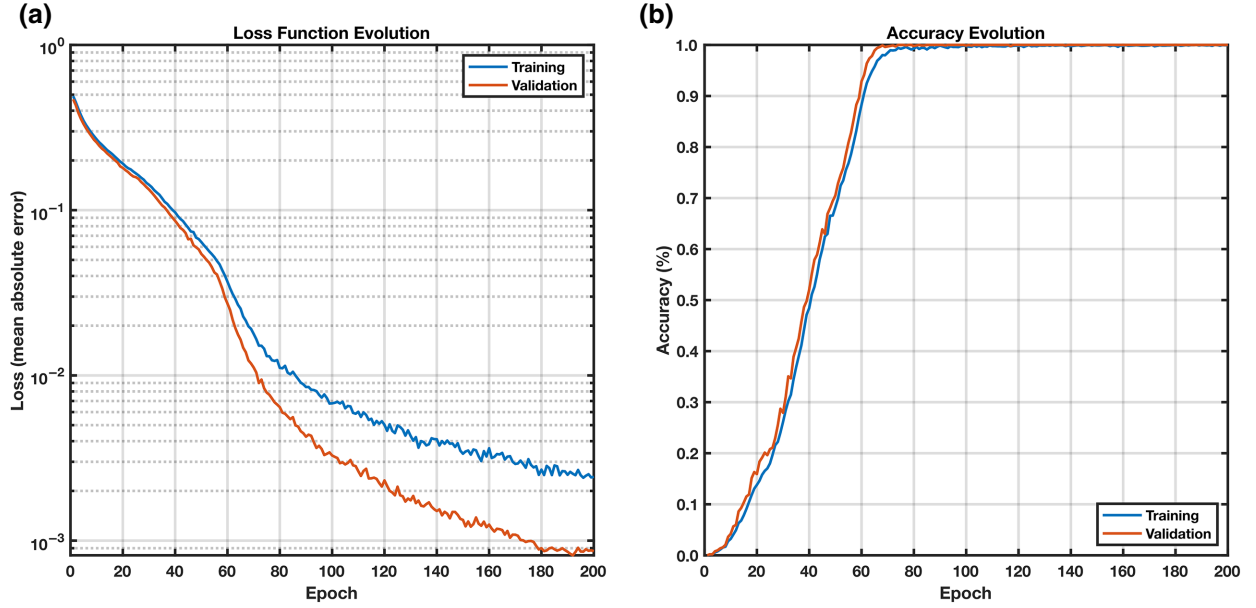 (a)
Loss Function Evolution
10⁰
10⁻¹
10⁻²
10⁻³
Loss (mean absolute error)
Training
Validation
0 20 40 60 80 100 120 140 160 180 200
Epoch
(b)
Accuracy Evolution
1.0
0.9
0.8
0.7
0.6
0.5
0.4
0.3
0.2
0.1
0.0
Accuracy (%)
Training
Validation
0 20 40 60 80 100 120 140 160 180 200
Epoch